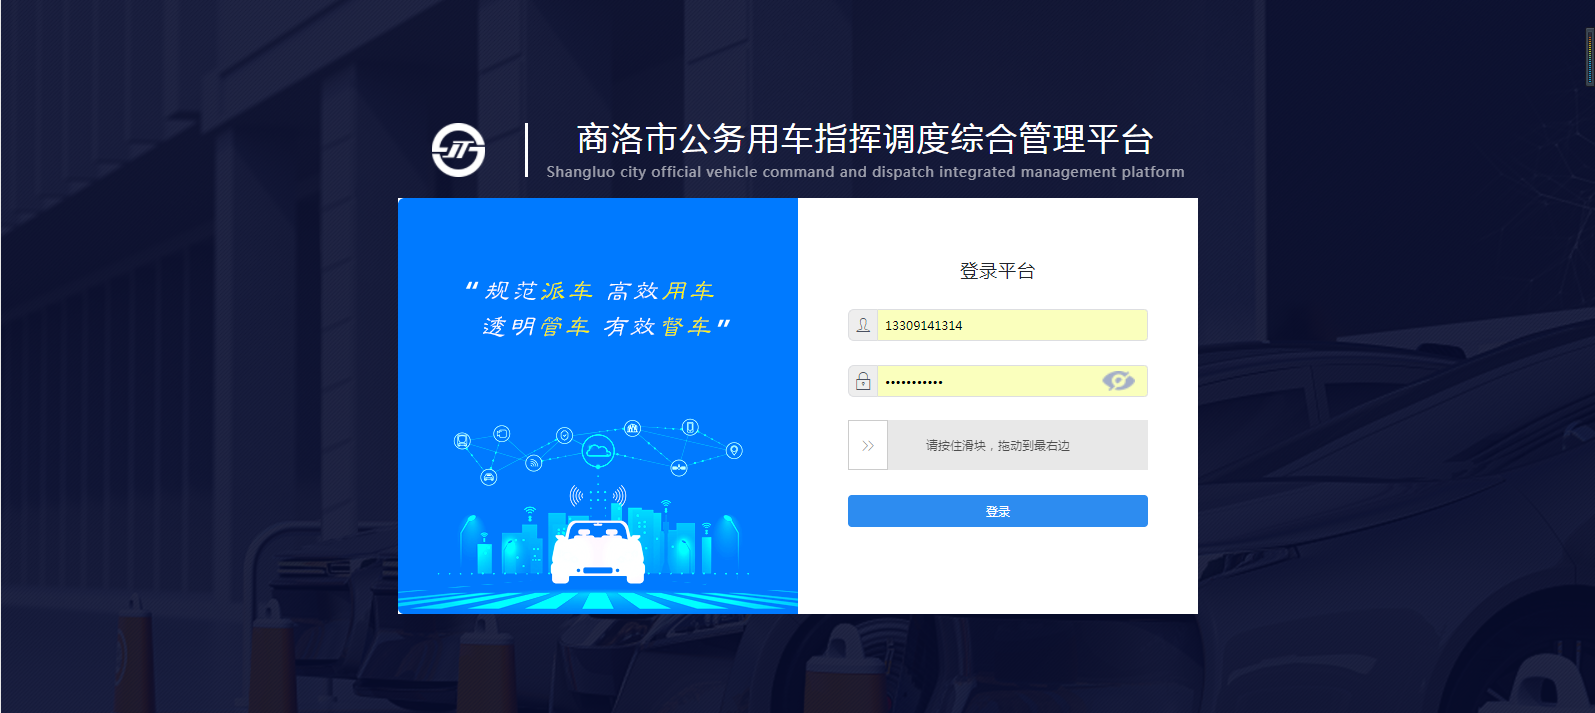 商洛市公务用车指挥调度综合管理平台
Shangluo city official vehicle command and dispatch integrated management platform
“规范派车 高效用车
透明管车 有效督车”
登录平台
13309141314
•••••••••••
请按住滑块，拖动到最右边
登录